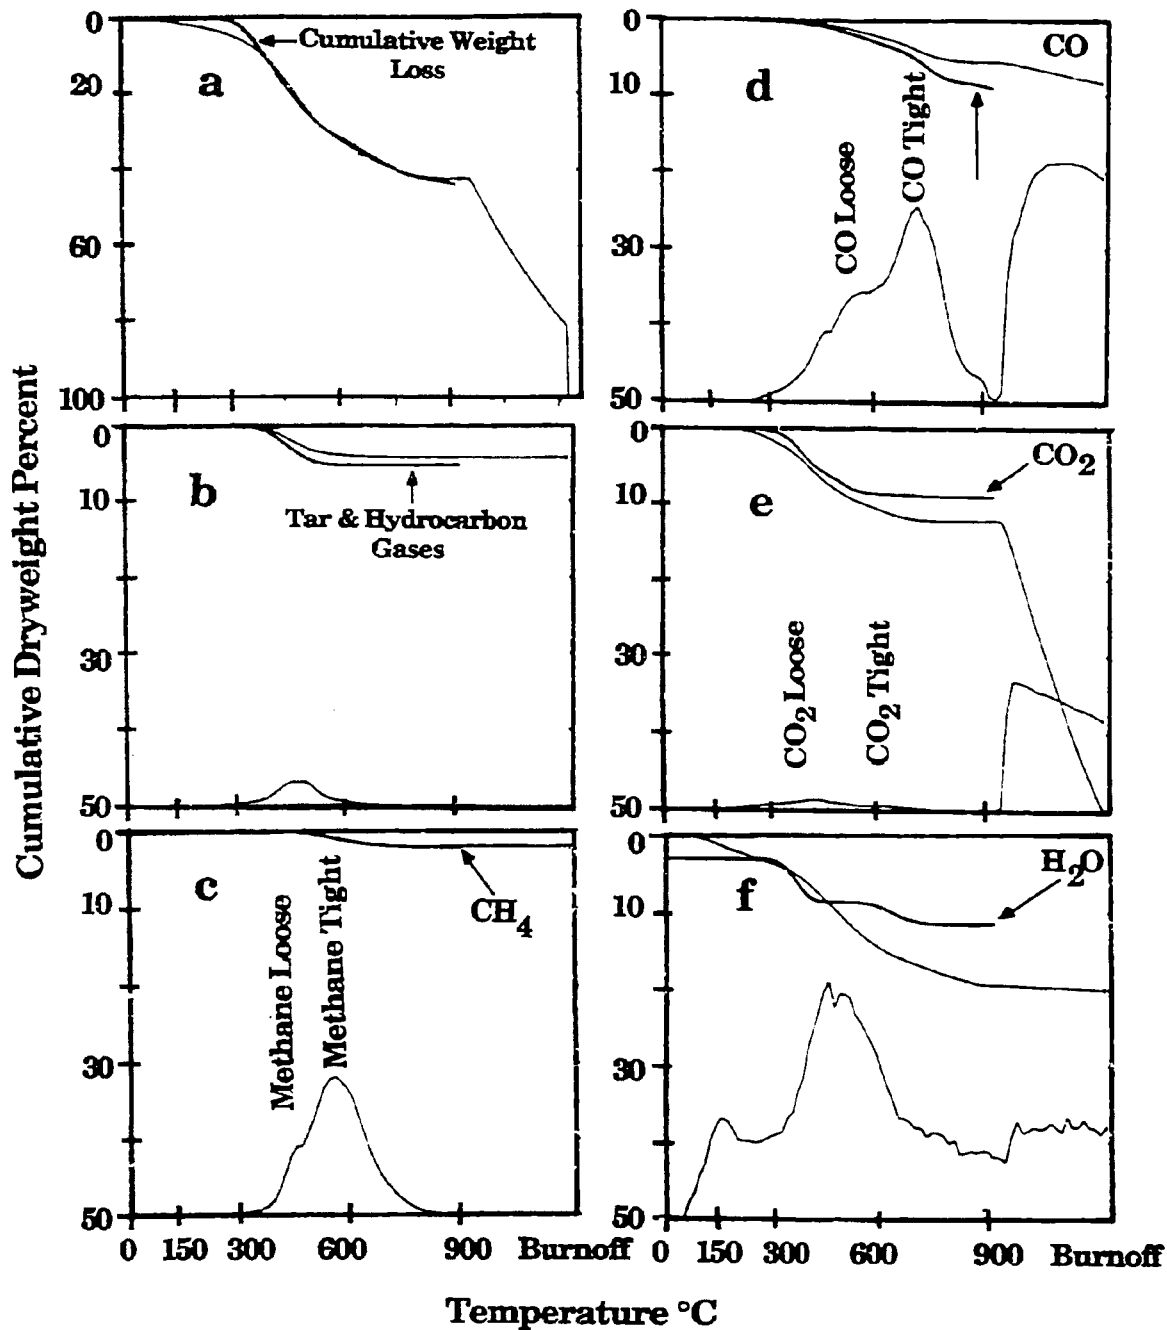 Cumulative Dryweight Percent
0
20
60
100
a
Cumulative Weight
Loss
0
10
30
50
d
CO
CO Loose
CO Tight
0
10
30
50
b
Tar & Hydrocarbon
Gases
0
10
30
50
e
CO2
CO2 Loose
CO2 Tight
0
10
30
50
c
CH4
Methane Loose
Methane Tight
0 150 300 600 900 Burnoff
0
10
30
50
f
H2O
0 150 300 600 900 Burnoff
Temperature °C